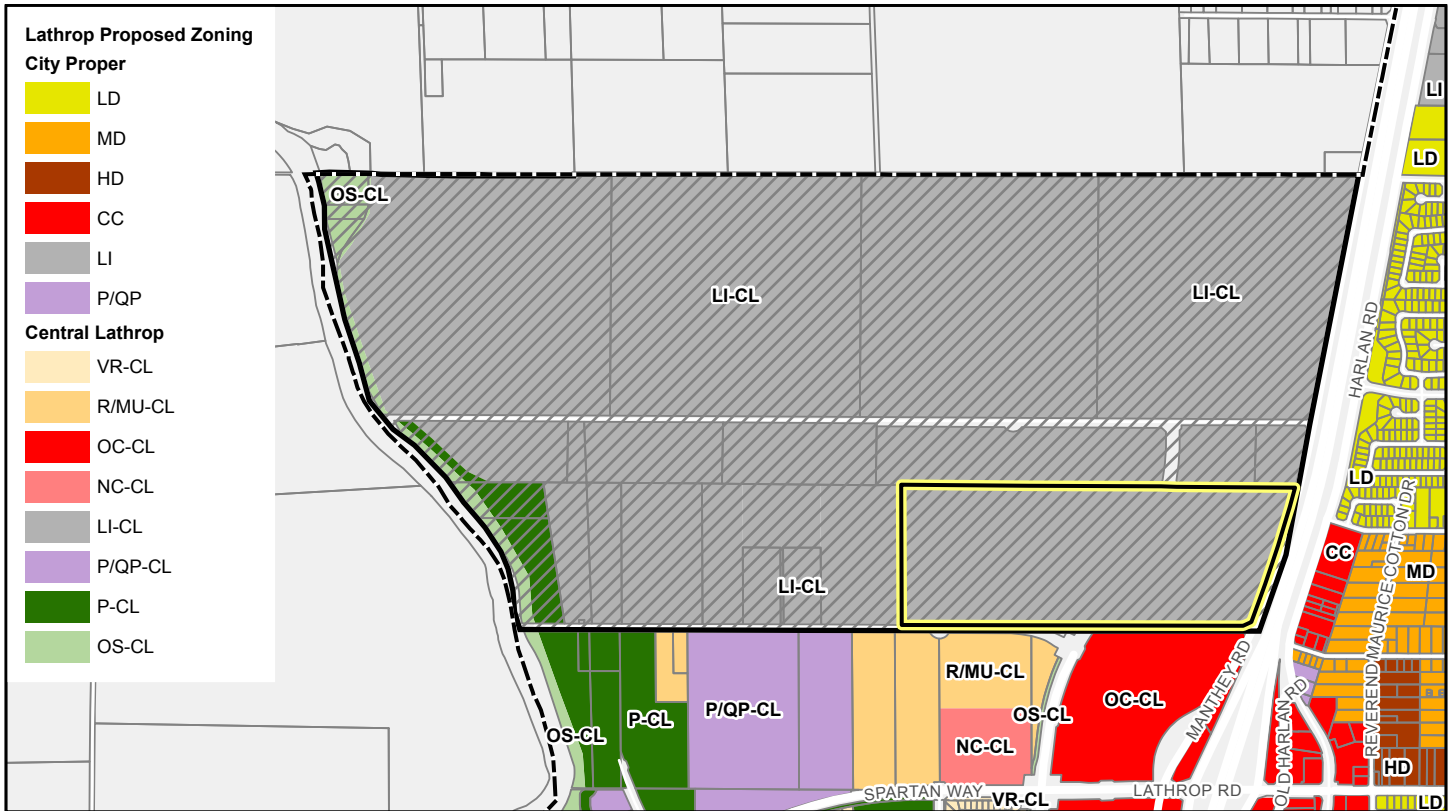 Lathrop Proposed Zoning
City Proper
LD
MD
HD
CC
LI
P/QP
Central Lathrop
VR-CL
R/MU-CL
OC-CL
NC-CL
LI-CL
P/QP-CL
P-CL
OS-CL
LI
LD
OS-CL
LI-CL
LI-CL
HARLAN RD
LD
REVEREND MAURICE COTTON DR
CC
MD
LI-CL
R/MU-CL
OC-CL
MANTHEY RD
P/QP-CL
P-CL
OS-CL
OS-CL
NC-CL
OLD HARLAN RD
HD
SPARTAN WAY
LATHROP RD
VR-CL
LD